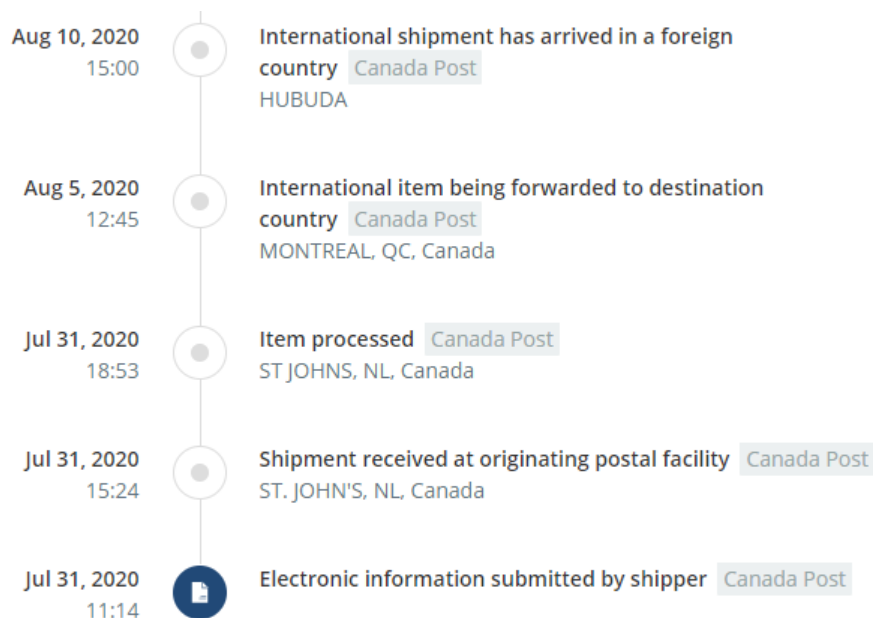 Aug 10, 2020
15:00
International shipment has arrived in a foreign
country Canada Post
HUBUDA
Aug 5, 2020
12:45
International item being forwarded to destination
country Canada Post
MONTREAL, QC, Canada
Jul 31, 2020
18:53
Item processed Canada Post
ST JOHNS, NL, Canada
Jul 31, 2020
15:24
Shipment received at originating postal facility Canada Post
ST. JOHN'S, NL, Canada
Jul 31, 2020
11:14
Electronic information submitted by shipper Canada Post